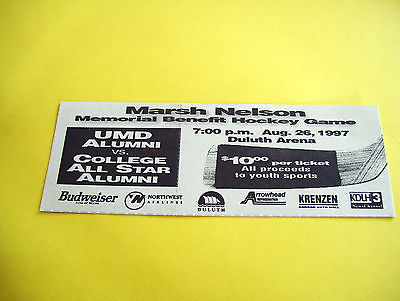 Marsh Nelson
Memorial Benefit Hockey Game
UMD
ALUMNI
VS.
COLLEGE
ALL STAR
ALUMNI
7:00 p.m. Aug. 26, 1997
Duluth Arena
$10.00 per ticket
All proceeds
to youth sports
Budweiser
NORTHWEST
AIRLINES
DULUTH
Arrowhead
REFRIGERATION
KRENZEN
KDLH 3